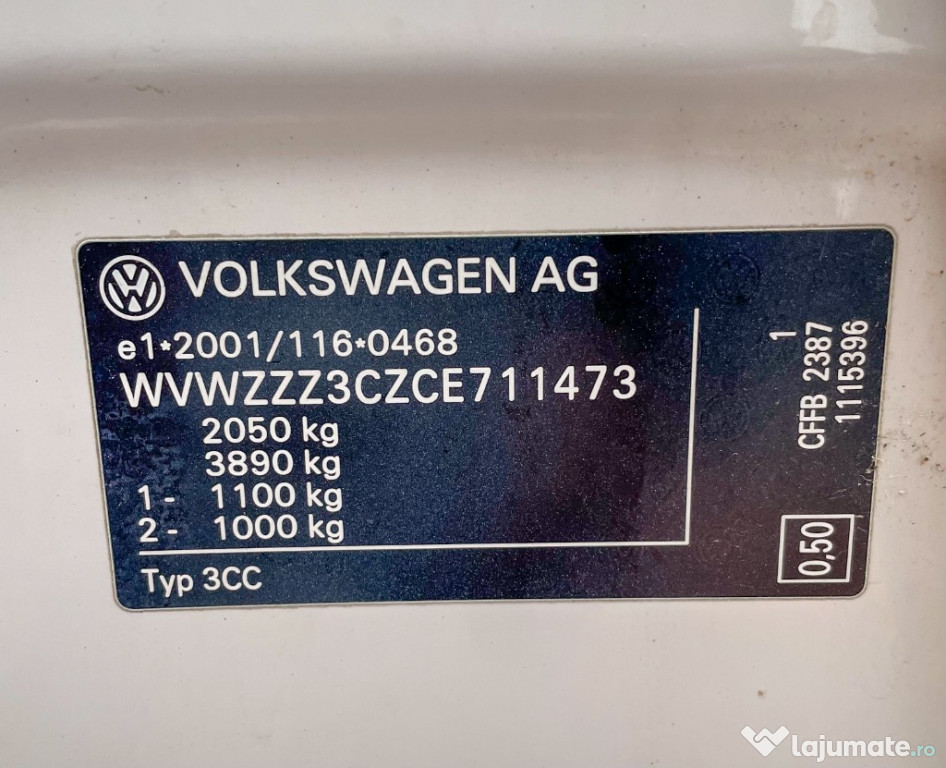 VOLKSWAGEN AG
e1*2001/116*0468
WVWZZZ3CZCE711473
2050 kg
3890 kg
1- 1100 kg
2- 1000 kg
Typ 3CC
1
CFFB 2387
1115396
0,50
lajumate.ro